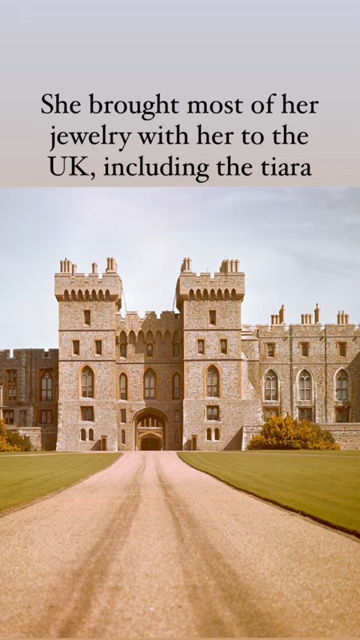 She brought most of her
jewelry with her to the
UK, including the tiara